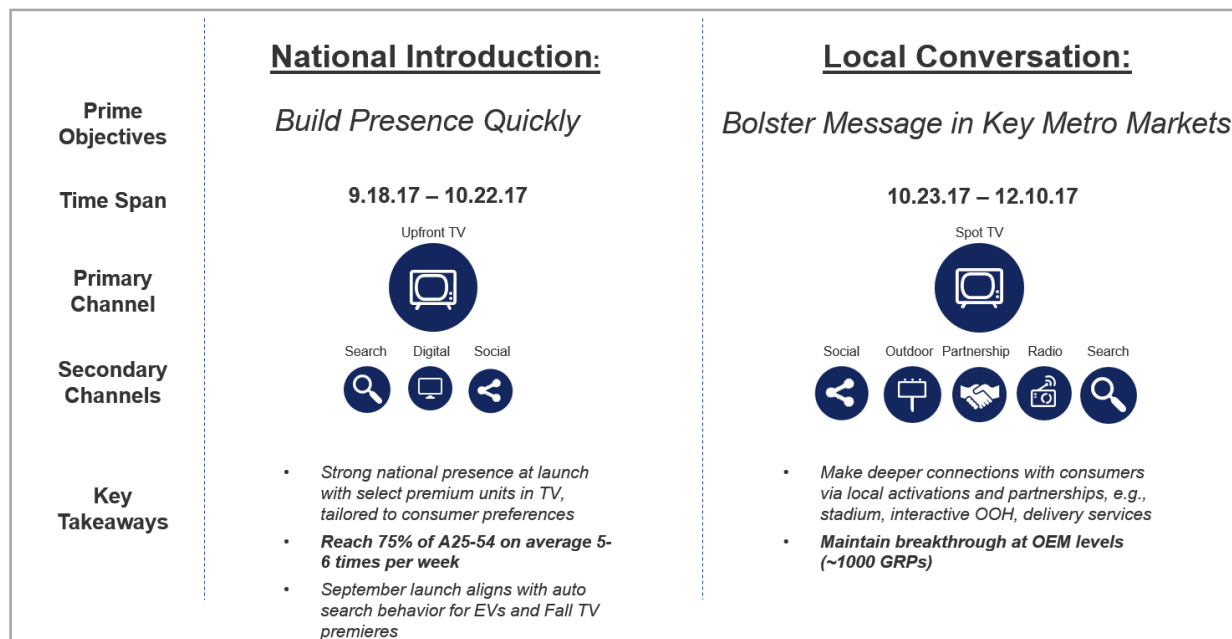 National Introduction:
Local Conversation:
Prime
Objectives
Build Presence Quickly
Bolster Message in Key Metro Markets
Time Span
9.18.17 – 10.22.17
10.23.17 – 12.10.17
Primary
Channel
Upfront TV
Spot TV
Secondary
Channels
Search
Digital
Social
Social
Outdoor
Partnership
Radio
Search
Key
Takeaways
• Strong national presence at launch
with select premium units in TV,
tailored to consumer preferences
• Reach 75% of A25-54 on average 5-
6 times per week
• September launch aligns with auto
search behavior for EVs and Fall TV
premieres
• Make deeper connections with consumers
via local activations and partnerships, e.g.,
stadium, interactive OOH, delivery services
• Maintain breakthrough at OEM levels
(~1000 GRPs)